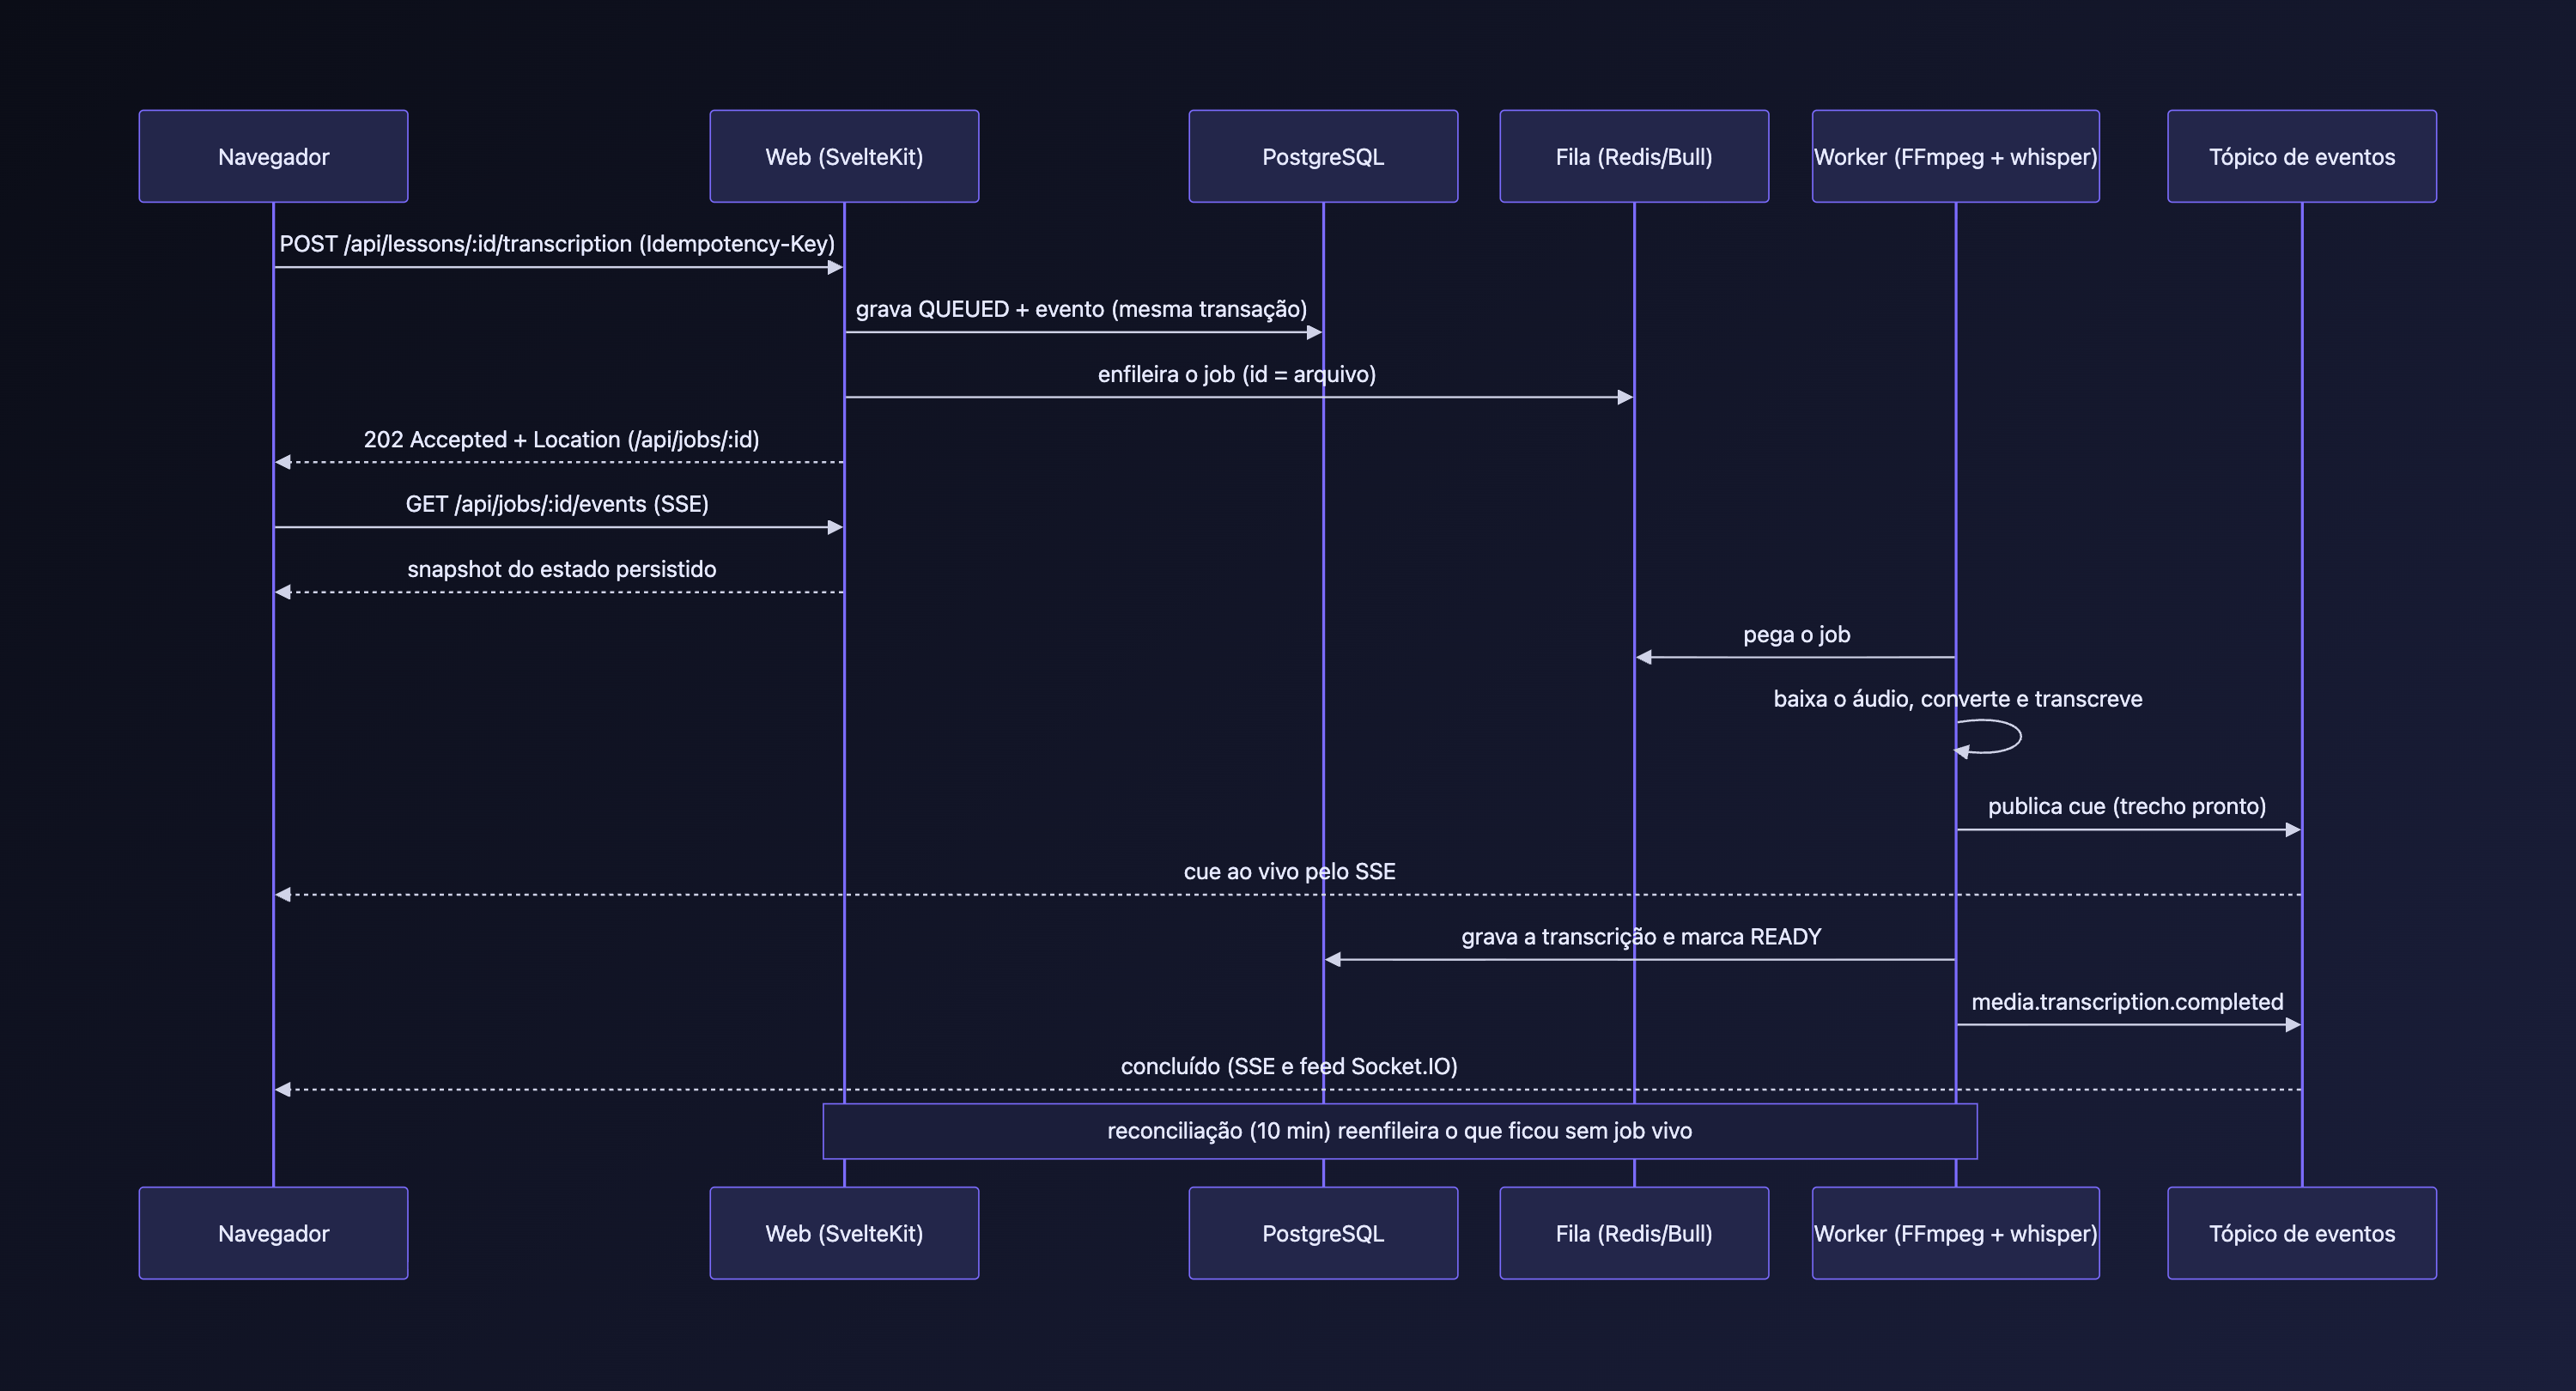 Navegador
Web (SvelteKit)
PostgreSQL
Fila (Redis/Bull)
Worker (FFmpeg + whisper)
Tópico de eventos
POST /api/lessons/:id/transcription (Idempotency-Key)
grava QUEUED + evento (mesma transação)
enfileira o job (id = arquivo)
202 Accepted + Location (/api/jobs/:id)
GET /api/jobs/:id/events (SSE)
snapshot do estado persistido
pega o job
baixa o áudio, converte e transcreve
publica cue (trecho pronto)
cue ao vivo pelo SSE
grava a transcrição e marca READY
media.transcription.completed
concluído (SSE e feed Socket.IO)
reconciliação (10 min) reenfileira o que ficou sem job vivo
Navegador
Web (SvelteKit)
PostgreSQL
Fila (Redis/Bull)
Worker (FFmpeg + whisper)
Tópico de eventos